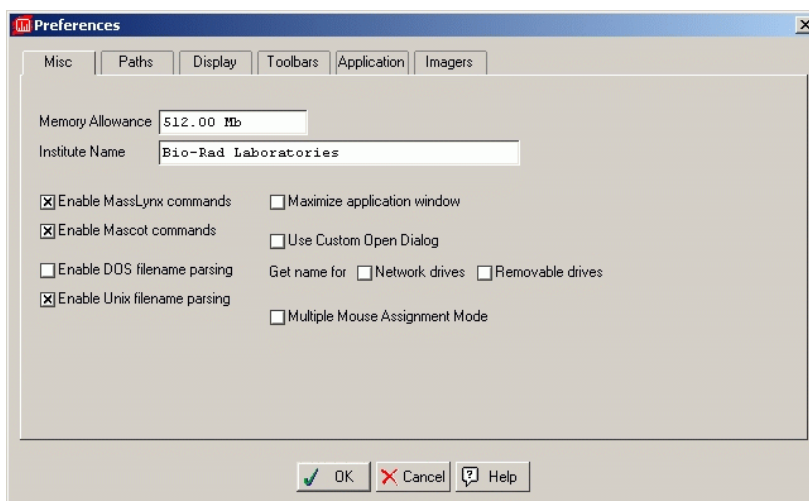 Preferences
Misc Paths Display Toolbars Application Imagers
Memory Allowance 512.00 Mb
Institute Name Bio-Rad Laboratories
Enable MassLynx commands Maximize application window
Enable Mascot commands
Use Custom Open Dialog
Enable DOS filename parsing Get name for Network drives Removable drives
Enable Unix filename parsing
Multiple Mouse Assignment Mode
OK Cancel Help